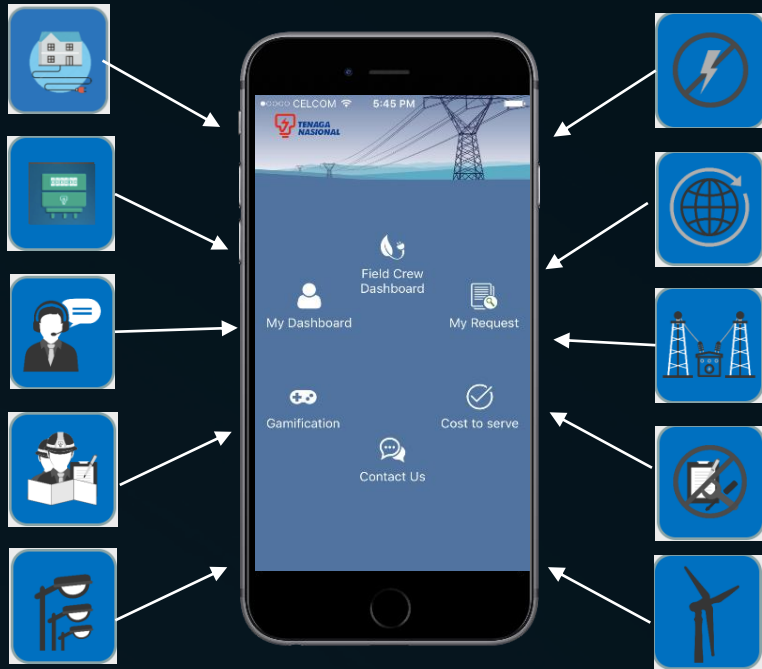 CELCOM 5:45 PM
TENAGA
NASIONAL
Field Crew
Dashboard
My Dashboard
My Request
Gamification
Cost to serve
Contact Us